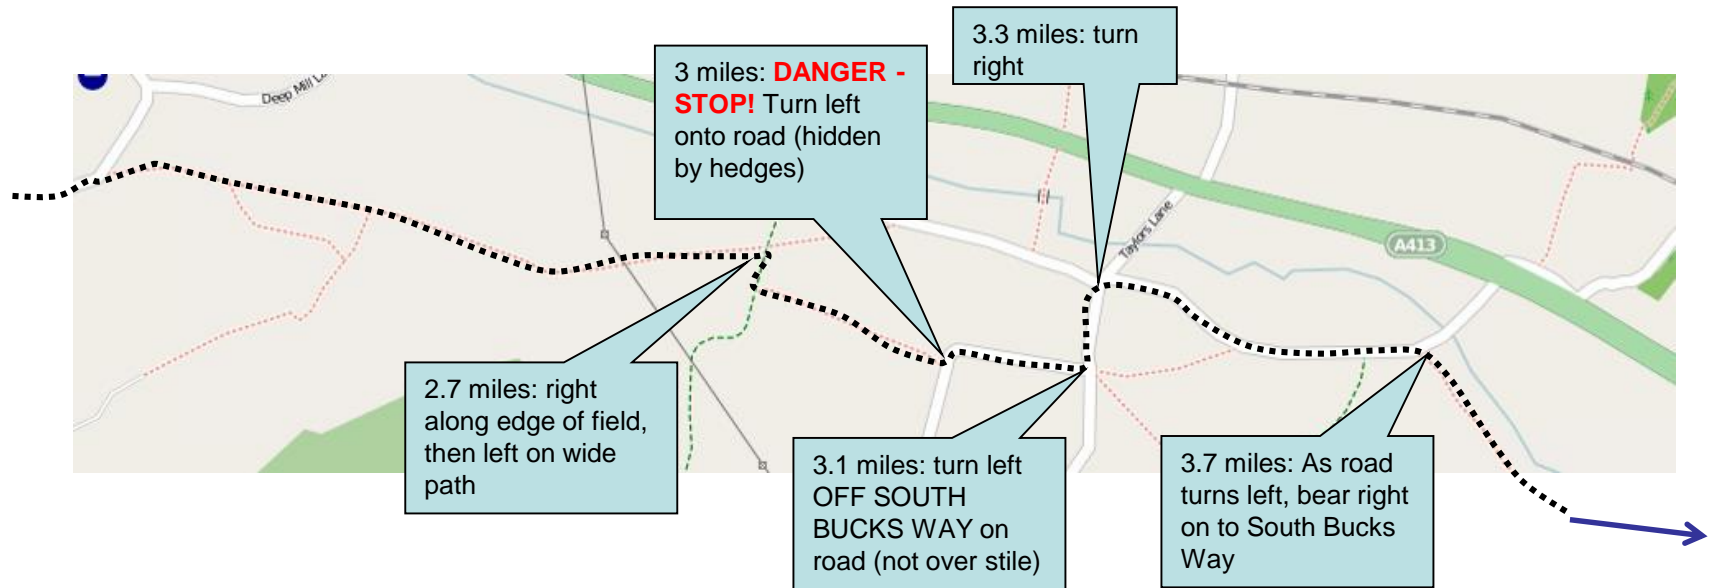 3.3 miles: turn
right
3 miles: DANGER -
STOP! Turn left
onto road (hidden
by hedges)
Deep Mill La
Taylors Lane
A413
2.7 miles: right
along edge of field,
then left on wide
path
3.1 miles: turn left
OFF SOUTH
BUCKS WAY on
road (not over stile)
3.7 miles: As road
turns left, bear right
on to South Bucks
Way